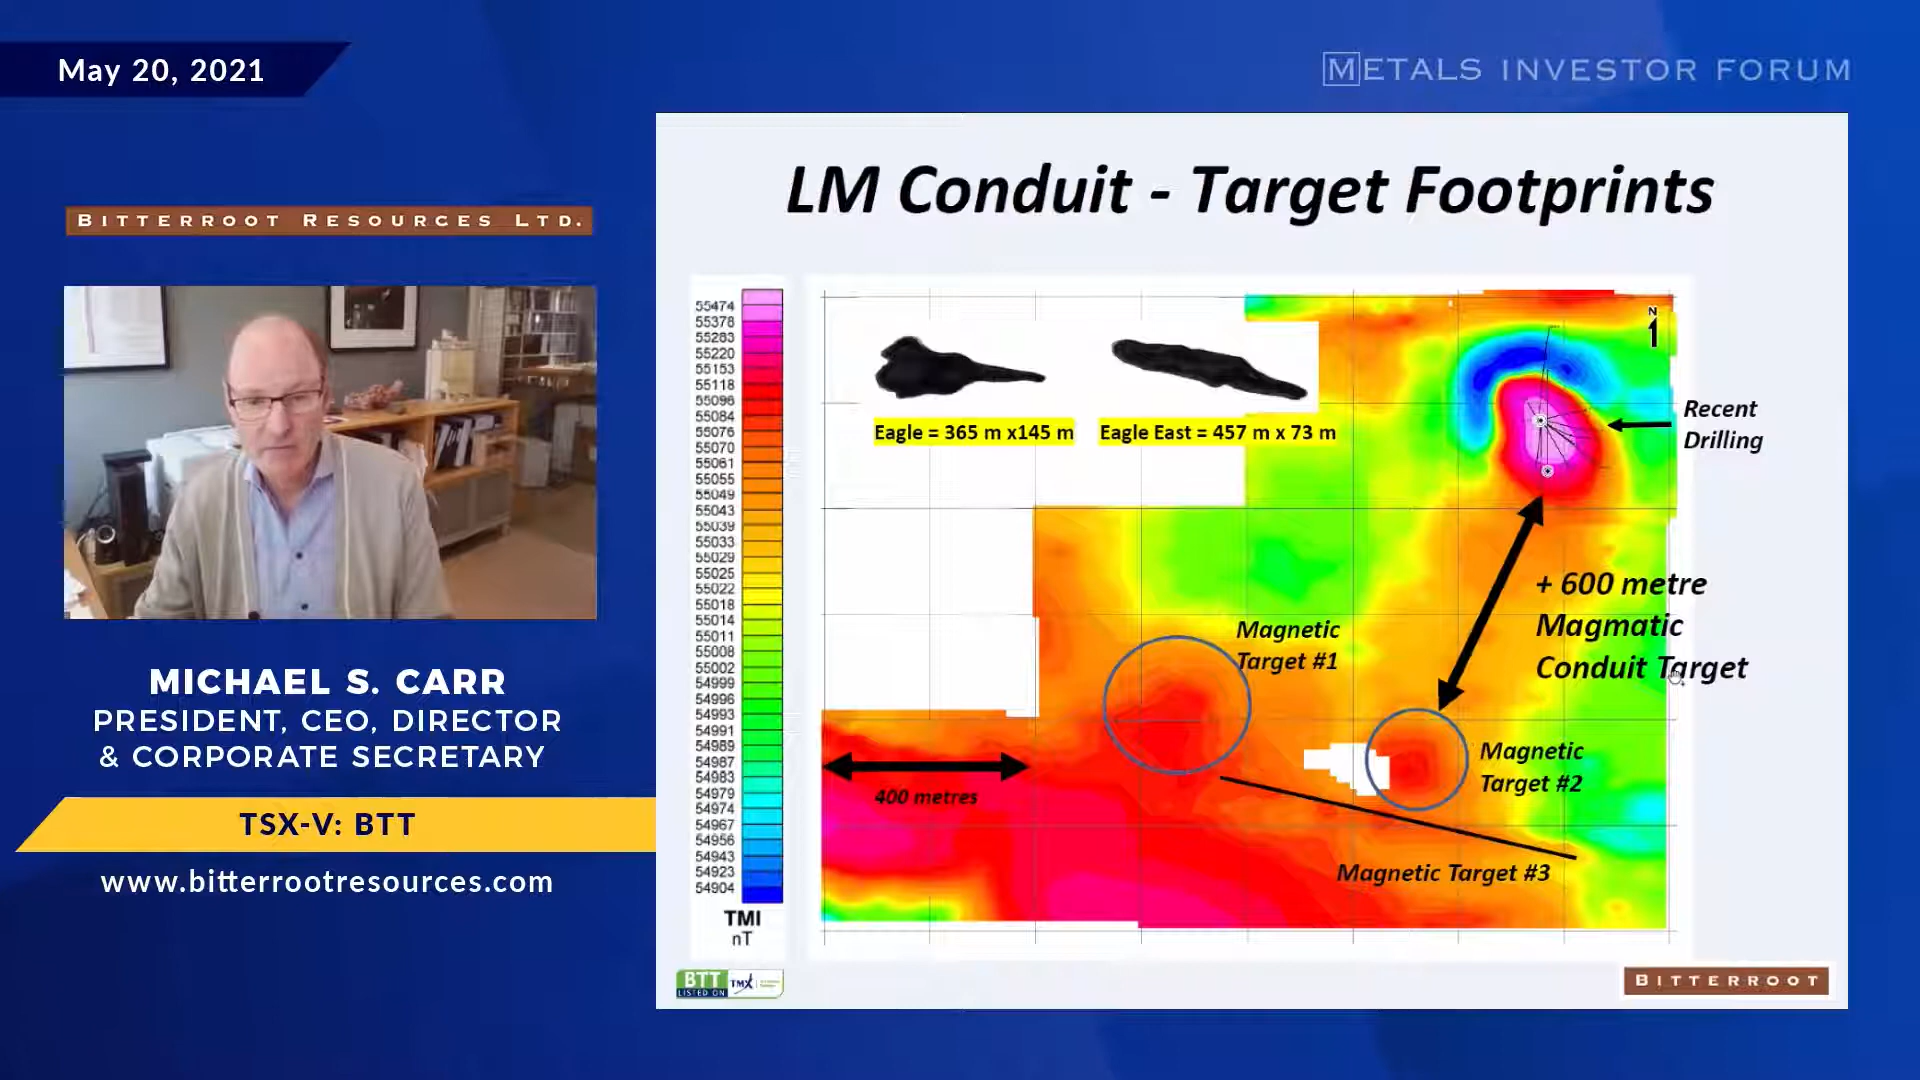 May 20, 2021
METALS INVESTOR FORUM
BITTERROOT RESOURCES LTD.
MICHAEL S. CARR
PRESIDENT, CEO, DIRECTOR
& CORPORATE SECRETARY
TSX-V: BTT
www.bitterrootresources.com
LM Conduit - Target Footprints
55474
55378
55283
55220
55153
55118
55096
55084
55076
55070
55061
55055
55049
55043
55039
55033
55029
55025
55022
55018
55014
55011
55008
55002
54999
54996
54993
54991
54989
54987
54983
54979
54974
54967
54956
54943
54923
54904
TMI
nT
Eagle = 365 m x145 m
Eagle East = 457 m x 73 m
N
Recent
Drilling
+ 600 metre
Magmatic
Conduit Target
Magnetic
Target #1
Magnetic
Target #2
400 metres
Magnetic Target #3
BTT
LISTED ON
TMX
BITTERROOT